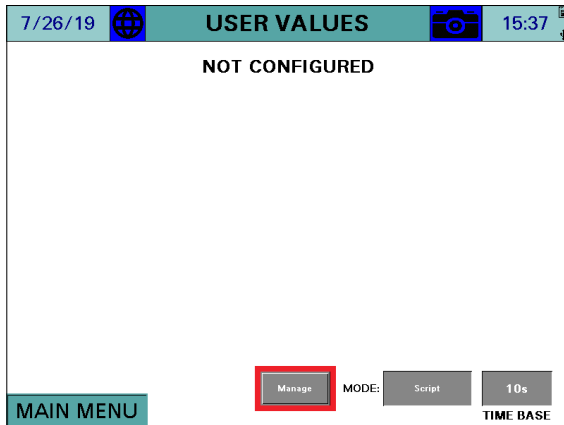 7/26/19 USER VALUES 15:37
NOT CONFIGURED
Manage MODE: Script 10s
MAIN MENU TIME BASE